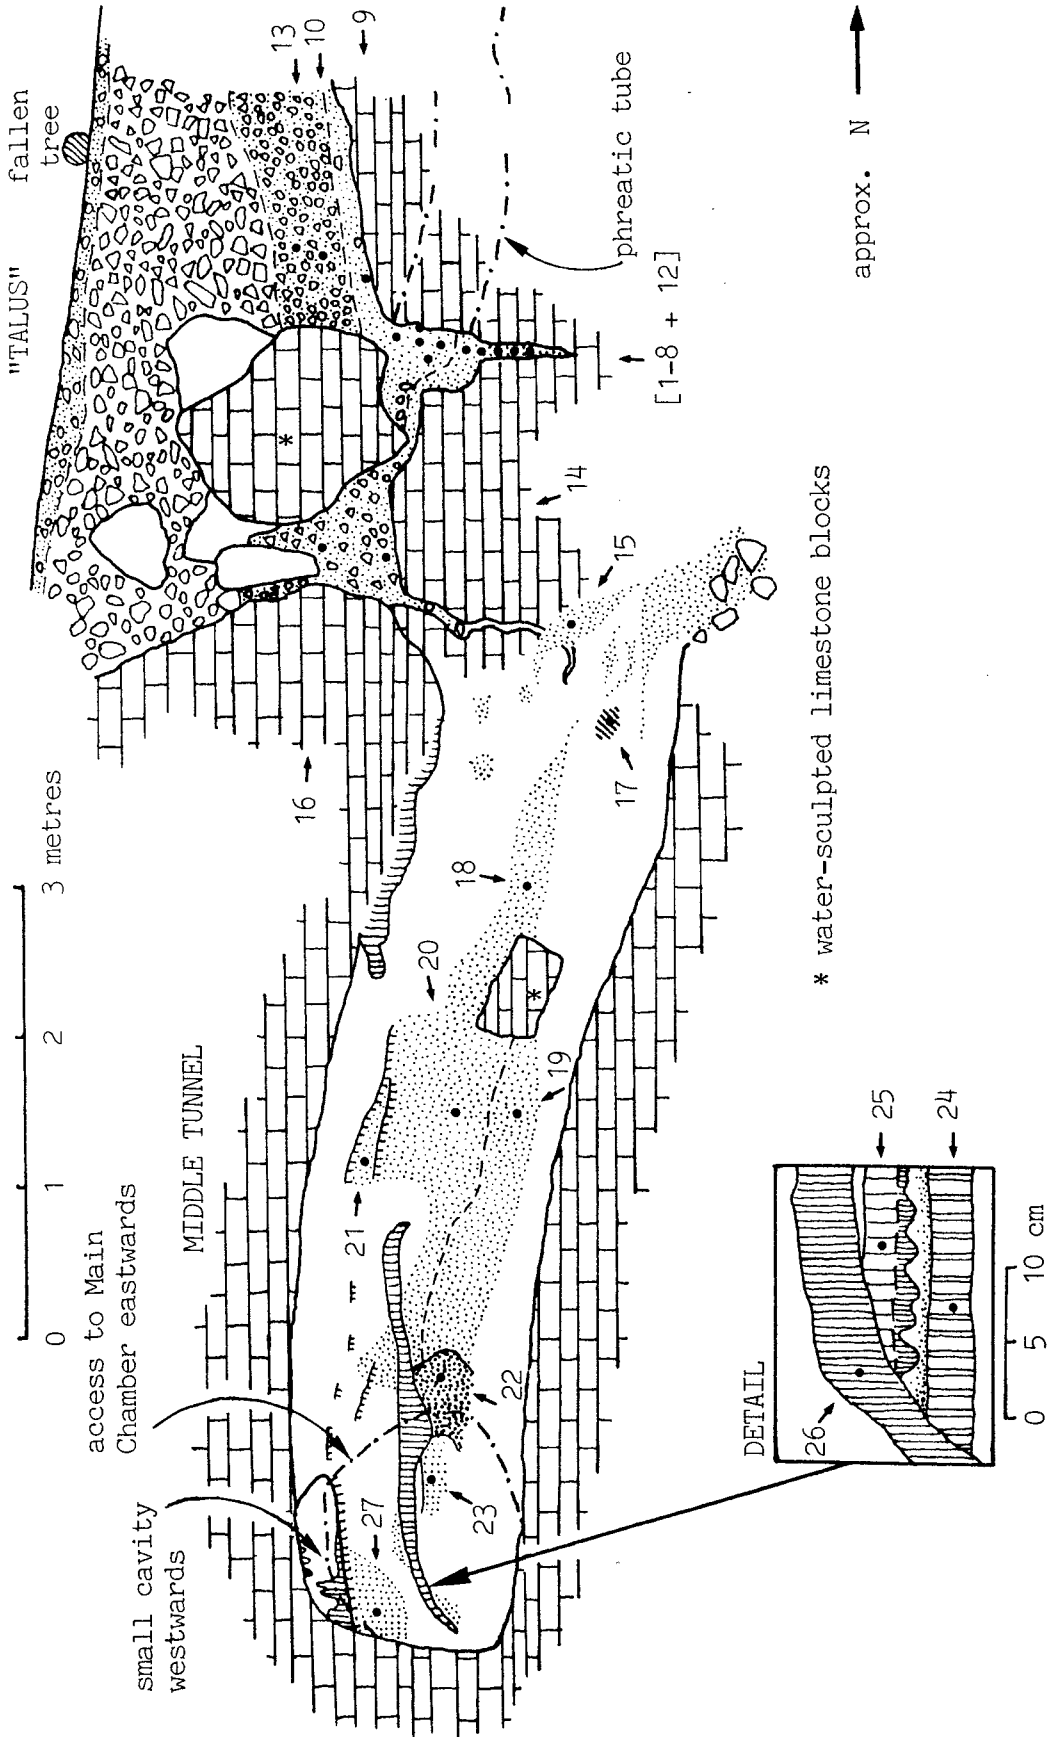 "TALUS"
fallen
tree
13
10
9
phreatic tube
[1-8 + 12]
approx. N
14
15
16
17
18
20
19
21
22
23
27
0
1
2
3 metres
MIDDLE TUNNEL
access to Main
Chamber eastwards
small cavity
westwards
*
*
* water-sculpted limestone blocks
DETAIL
26
25
24
0
5
10 cm